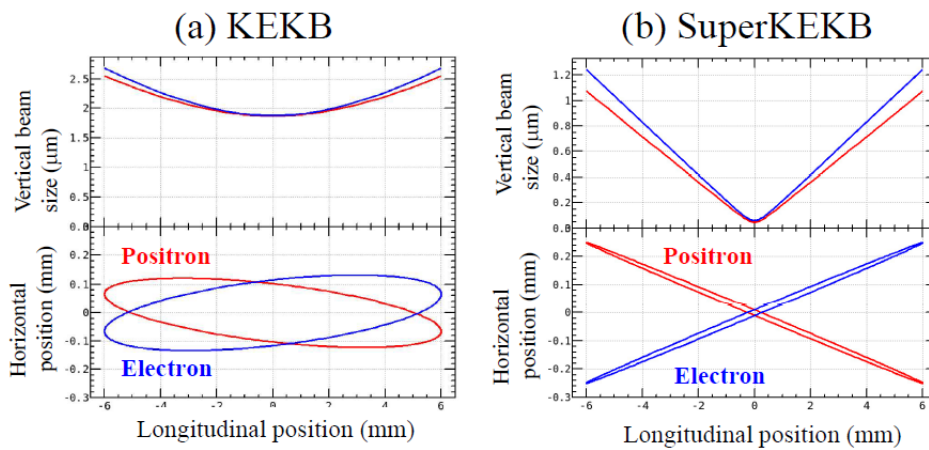 (a) KEKB
(b) SuperKEKB
Vertical beam
size (μm)
2.5
2
1.5
1
0.5
0.2
0.1
0
-0.1
-0.2
-0.3
Horizontal
position (mm)
Positron
Electron
-6 -4 -2 0 2 4 6
Longitudinal position (mm)
Vertical beam
size (μm)
1.2
1
0.8
0.6
0.4
0.2
0.2
0.1
0
-0.1
-0.2
-0.3
Horizontal
position (mm)
Positron
Electron
-6 -4 -2 0 2 4 6
Longitudinal position (mm)